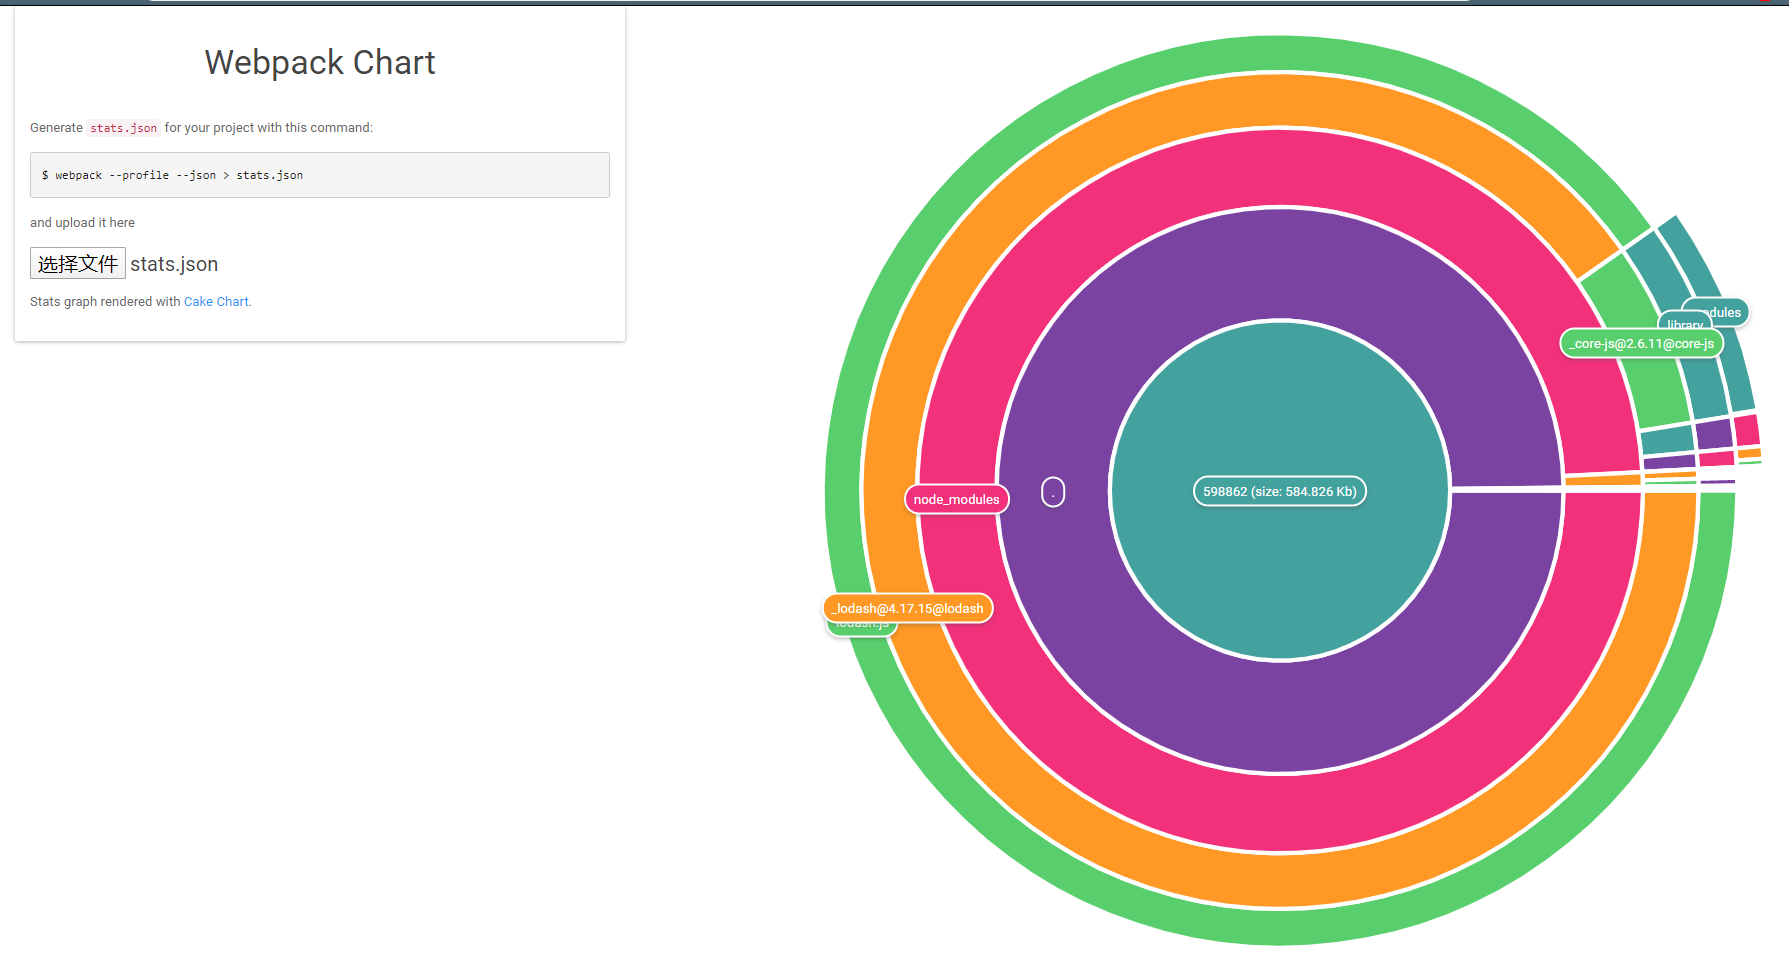 Webpack Chart
Generate stats.json for your project with this command:
$ webpack --profile --json > stats.json
and upload it here
选择文件 stats.json
Stats graph rendered with Cake Chart.
dules
library
_core-js@2.6.11@core-js
598862 (size: 584.826 Kb)
.
node_modules
_lodash@4.17.15@lodash
lodash.js